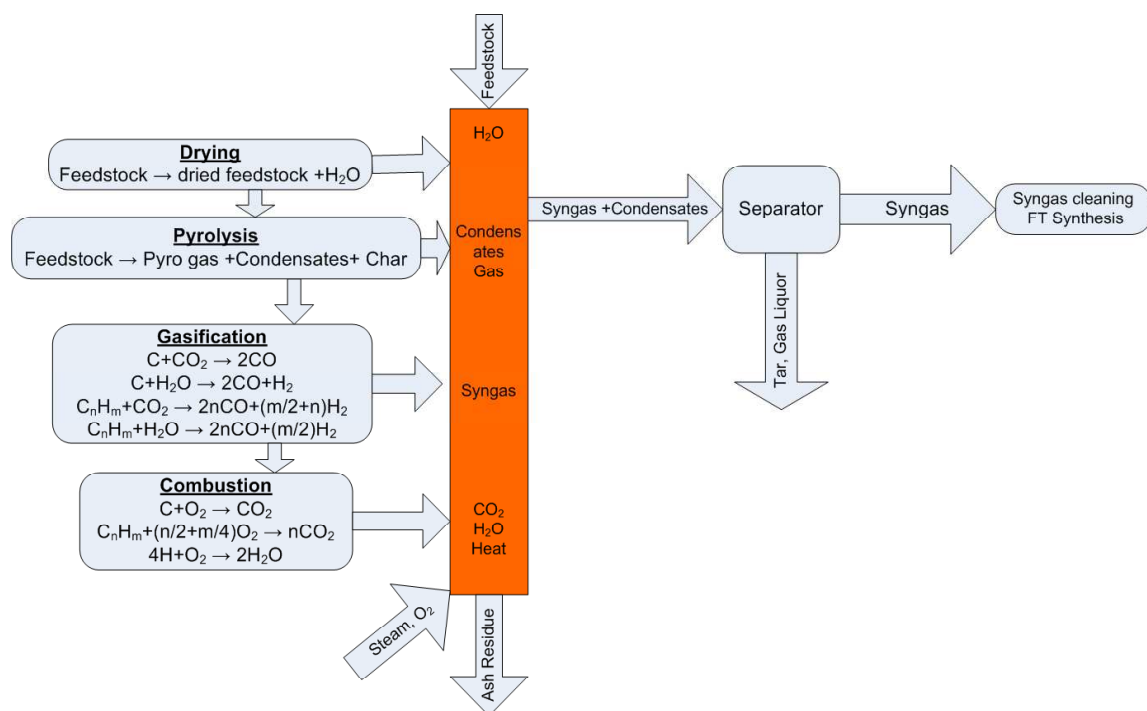 Feedstock
H₂O
Drying
Feedstock → dried feedstock +H₂O
Pyrolysis
Feedstock → Pyro gas +Condensates+ Char
Condens
ates
Gas
Gasification
C+CO₂ → 2CO
C+H₂O → 2CO+H₂
CₙHₘ+CO₂ → 2nCO+(m/2+n)H₂
CₙHₘ+H₂O → 2nCO+(m/2)H₂
Syngas
Combustion
C+O₂ → CO₂
CₙHₘ+(n/2+m/4)O₂ → nCO₂
4H+O₂ → 2H₂O
CO₂
H₂O
Heat
Steam, O₂
Ash Residue
Syngas +Condensates
Separator
Syngas
Syngas cleaning
FT Synthesis
Tar, Gas Liquor